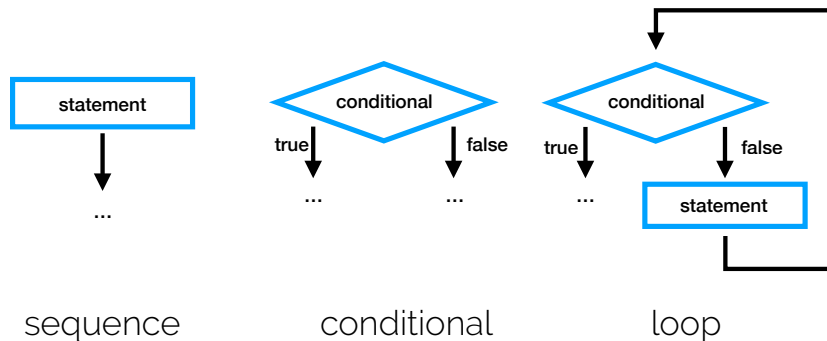 statement
...
sequence
conditional
true
false
...
...
conditional
conditional
true
false
...
statement
loop